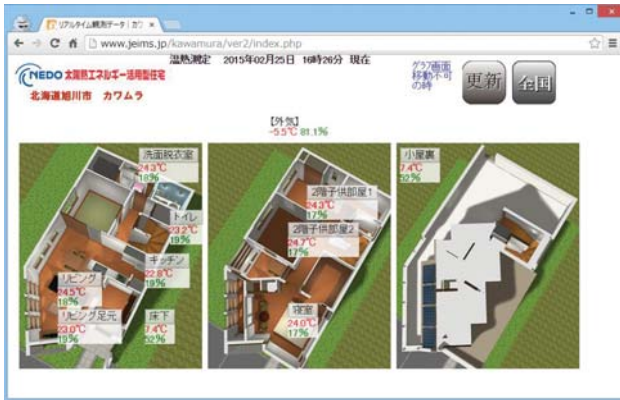 リアルタイム観測データ | カワ
www.jeims.jp/kawamura/ver2/index.php
温熱測定 2015年02月25日 16時26分 現在
NEDO 太陽熱エネルギー活用型住宅
北海道旭川市 カワムラ
グラフ画面
移動不可
の時
更新
全国
【外気】
-5.5℃ 81.1%
洗面脱衣室
24.3℃
18%
トイレ
23.2℃
19%
キッチン
22.8℃
19%
リビング
24.5℃
18%
リビング足元
23.0℃
19%
床下
7.4℃
52%
2階子供部屋1
24.3℃
17%
2階子供部屋2
24.7℃
17%
寝室
24.0℃
17%
小屋裏
7.4℃
52%